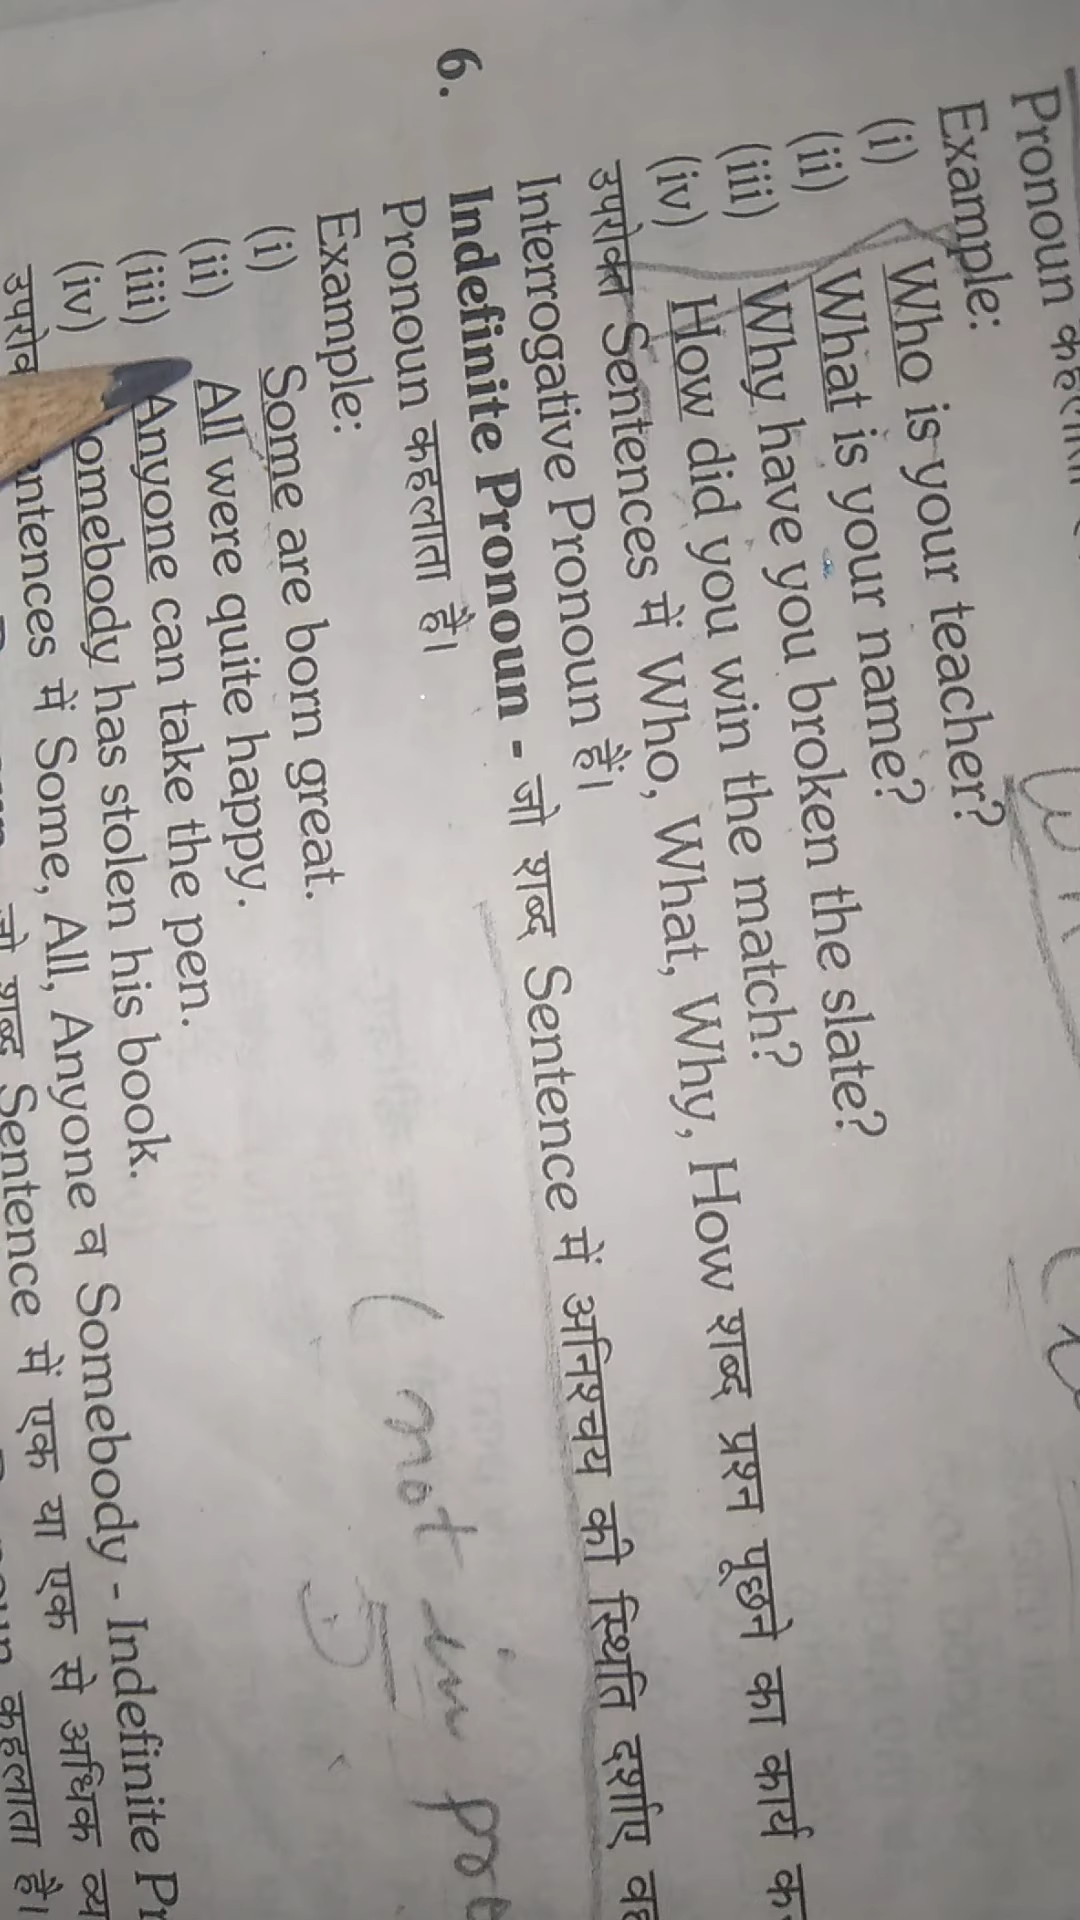 Pronoun
Example:
(i) Who is your teacher?
(ii) What is your name?
(iii) Why have you broken the slate?
(iv) How did you win the match?
उपरोक्त Sentences में Who, What, Why, How शब्द प्रश्न पूछने का कार्य
Interrogative Pronoun हैं।
6. Indefinite Pronoun - जो शब्द Sentence में अनिश्चय की स्थिति दर्शाए
Pronoun कहलाता है।
(not in
Example:
(i) Some are born great.
(ii) All were quite happy.
(iii) Anyone can take the pen.
(iv) omebody has stolen his book.
ntences में Some, All, Anyone व Somebody - Indefinite Pr
शब्द Sentence में एक या एक से अधिक
कहलाता है।